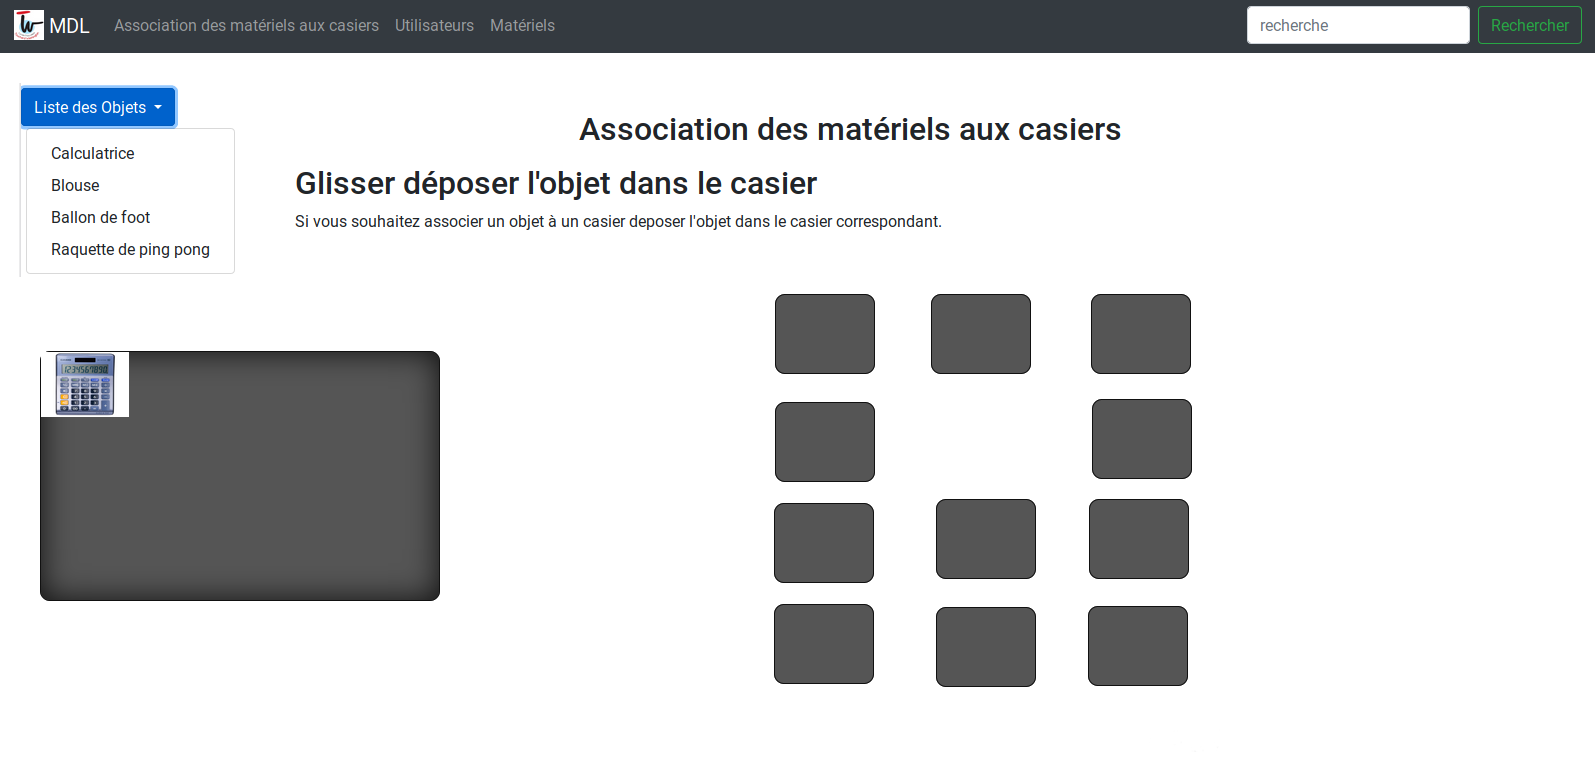 MDL Association des matériels aux casiers Utilisateurs Matériels recherche Rechercher
Liste des Objets
Calculatrice
Blouse
Ballon de foot
Raquette de ping pong
Association des matériels aux casiers
Glisser déposer l'objet dans le casier
Si vous souhaitez associer un objet à un casier deposer l'objet dans le casier correspondant.